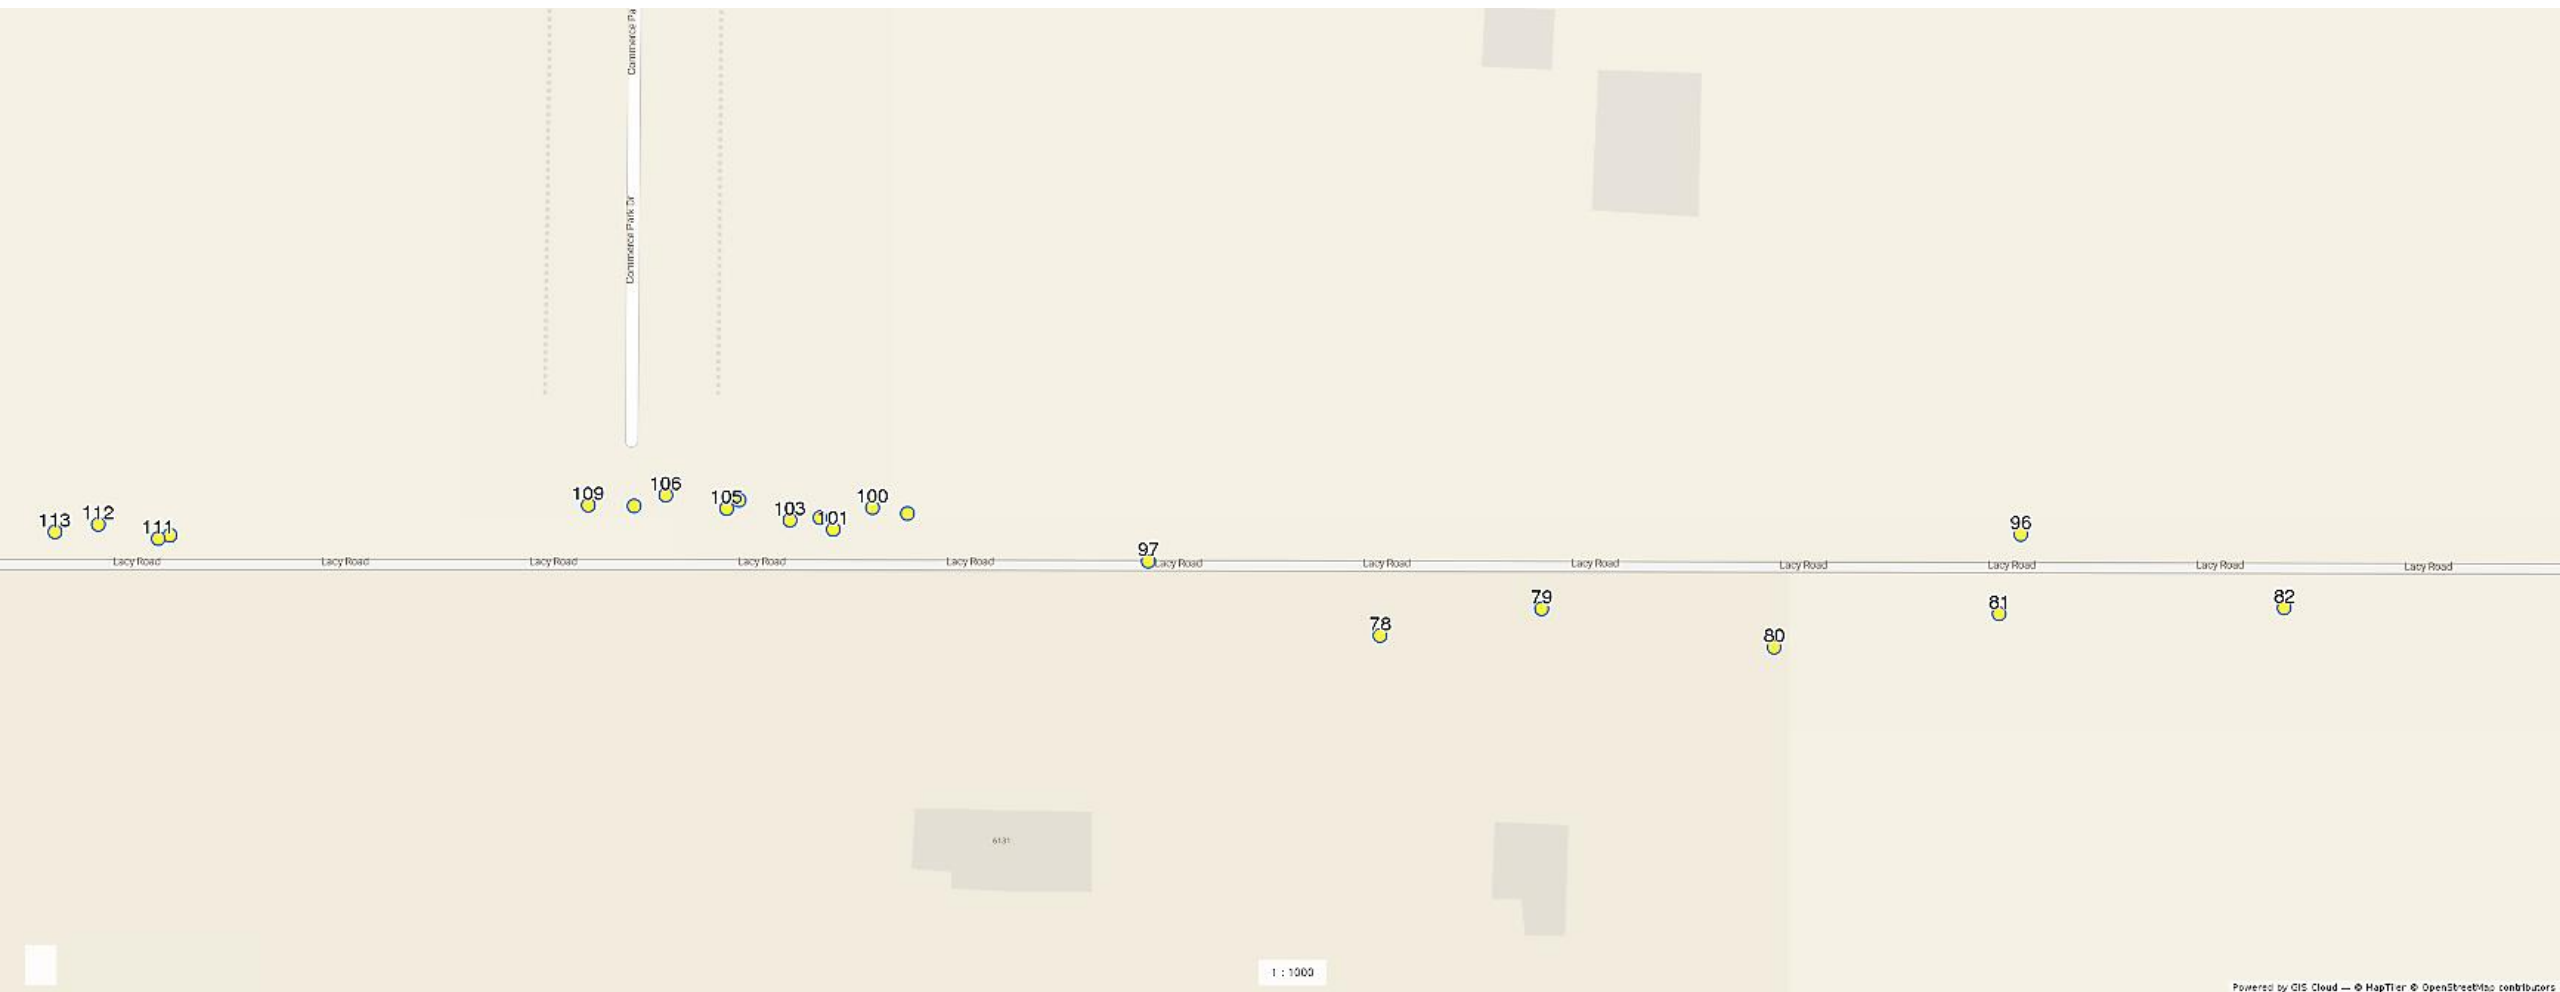 Commerce Pa
Commerce Park Dr
109
106
105
103
101
100
113
112
111
97
96
Lacy Road
Lacy Road
Lacy Road
Lacy Road
Lacy Road
Lacy Road
Lacy Road
Lacy Road
Lacy Road
Lacy Road
Lacy Road
Lacy Road
78
79
80
81
82
6131
1 : 1000
Powered by GIS Cloud — © MapTiler © OpenStreetMap contributors